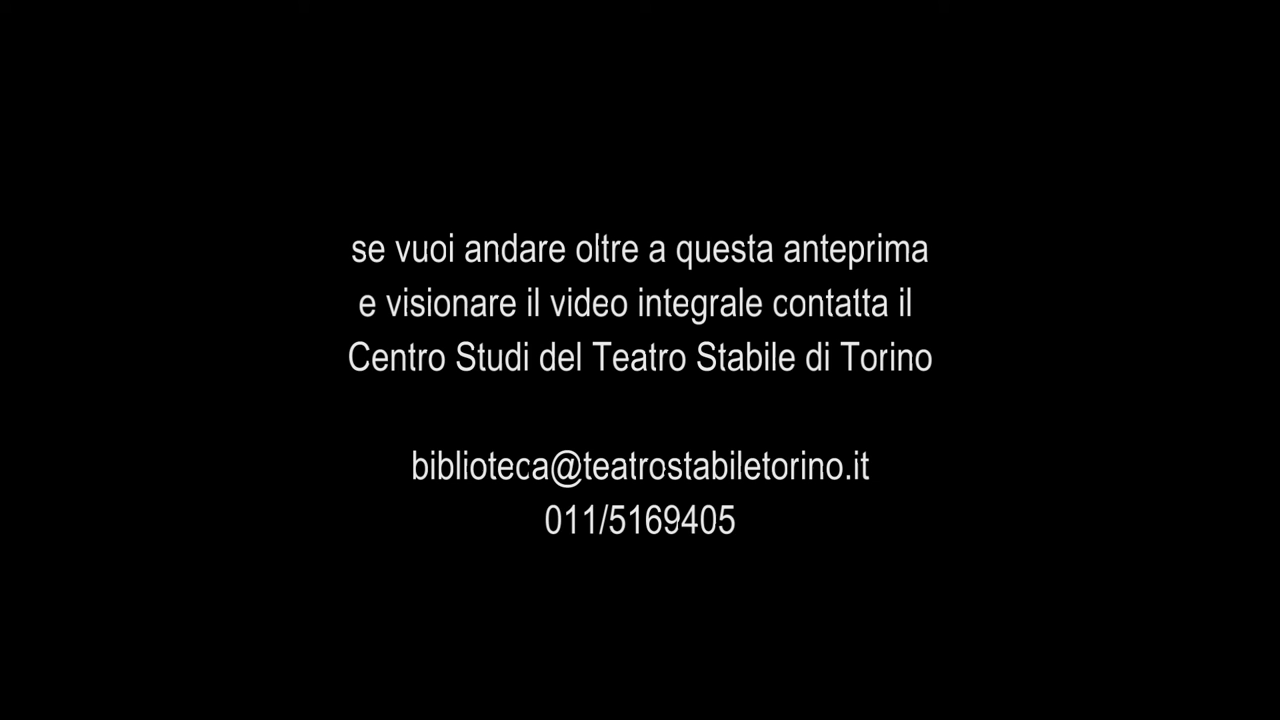 se vuoi andare oltre a questa anteprima
e visionare il video integrale contatta il
Centro Studi del Teatro Stabile di Torino
biblioteca@teatrostabiletorino.it
011/5169405